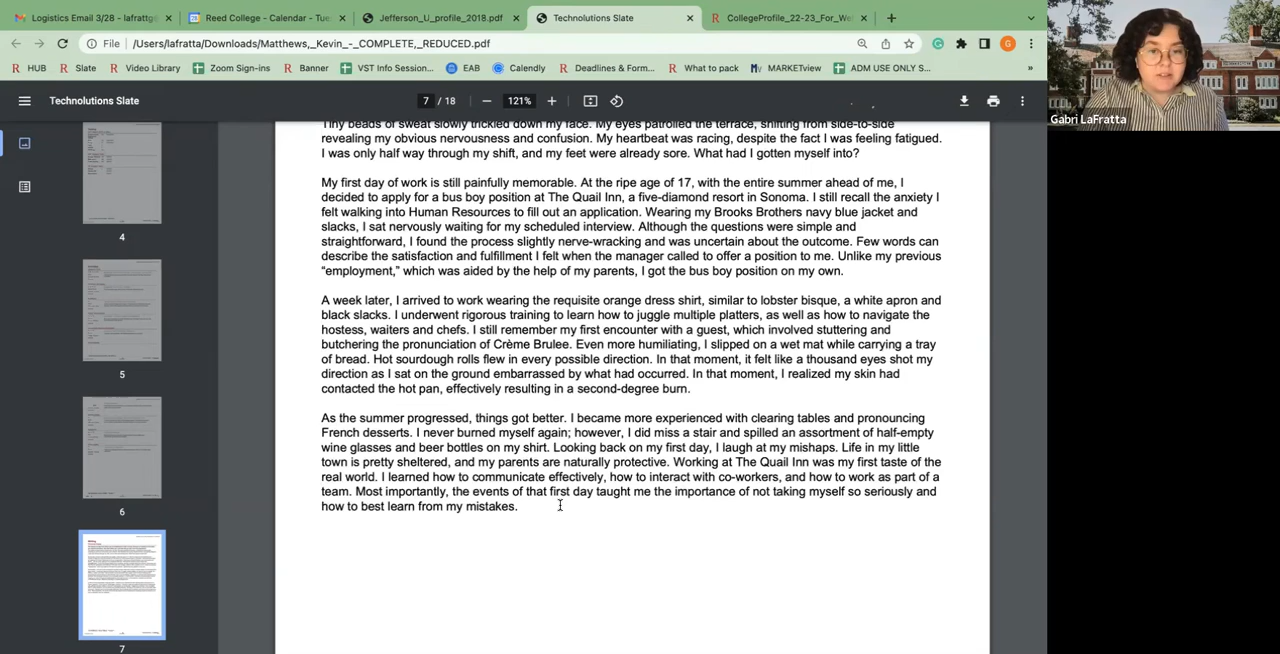 Logistics Email 3/28 - lafrattg@
Reed College - Calendar - Tue
Jefferson_U_profile_2018.pdf
Technolutions Slate
CollegeProfile_22-23_For_We
File
/Users/lafratta/Downloads/Matthews,_Kevin_-_COMPLETE,_REDUCED.pdf
HUB
Slate
Video Library
Zoom Sign-ins
Banner
VST Info Session...
Calendly
Deadlines & Form...
What to pack
MARKETview
ADM USE ONLY S...
Technolutions Slate
7 / 18
121%
Gabri LaFratta
revealing my obvious nervousness and confusion. My heartbeat was racing, despite the fact I was feeling fatigued.
I was only half way through my shift, and my feet were already sore. What had I gotten myself into?
My first day of work is still painfully memorable. At the ripe age of 17, with the entire summer ahead of me, I
decided to apply for a bus boy position at The Quail Inn, a five-diamond resort in Sonoma. I still recall the anxiety I
felt walking into Human Resources to fill out an application. Wearing my Brooks Brothers navy blue jacket and
slacks, I sat nervously waiting for my scheduled interview. Although the questions were simple and
straightforward, I found the process slightly nerve-wracking and was uncertain about the outcome. Few words can
describe the satisfaction and fulfillment I felt when the manager called to offer a position to me. Unlike my previous
“employment,” which was aided by the help of my parents, I got the bus boy position on my own.
A week later, I arrived to work wearing the requisite orange dress shirt, similar to lobster bisque, a white apron and
black slacks. I underwent rigorous training to learn how to juggle multiple platters, as well as how to navigate the
hostess, waiters and chefs. I still remember my first encounter with a guest, which involved stuttering and
butchering the pronunciation of Crème Brulee. Even more humiliating, I slipped on a wet mat while carrying a tray
of bread. Hot sourdough rolls flew in every possible direction. In that moment, it felt like a thousand eyes shot my
direction as I sat on the ground embarrassed by what had occurred. In that moment, I realized my skin had
contacted the hot pan, effectively resulting in a second-degree burn.
As the summer progressed, things got better. I became more experienced with clearing tables and pronouncing
French desserts. I never burned myself again; however, I did miss a stair and spilled an assortment of half-empty
wine glasses and beer bottles on my shirt. Looking back on my first day, I laugh at my mishaps. Life in my little
town is pretty sheltered, and my parents are naturally protective. Working at The Quail Inn was my first taste of the
real world. I learned how to communicate effectively, how to interact with co-workers, and how to work as part of a
team. Most importantly, the events of that first day taught me the importance of not taking myself so seriously and
how to best learn from my mistakes.
4
5
6
7